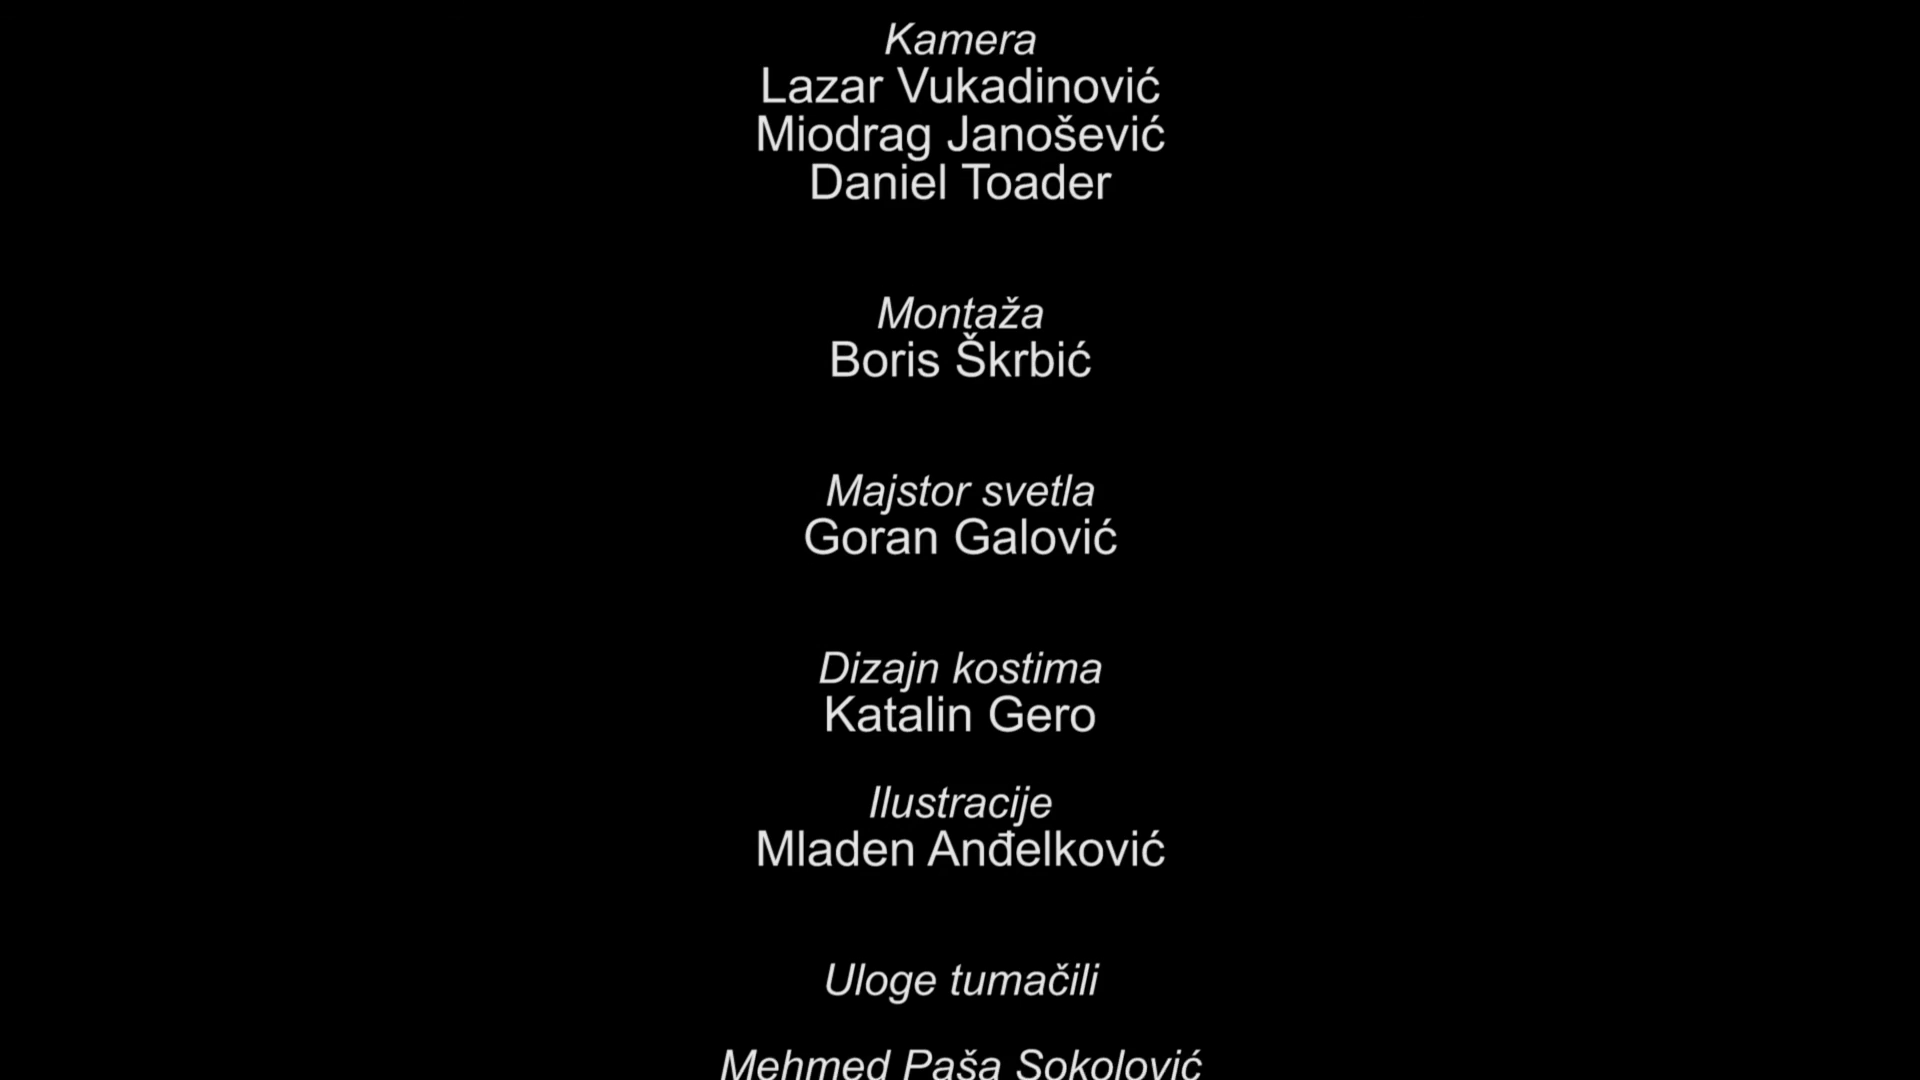 Kamera
Lazar Vukadinović
Miodrag Janošević
Daniel Toader
Montaža
Boris Škrbić
Majstor svetla
Goran Galović
Dizajn kostima
Katalin Gero
Ilustracije
Mladen Anđelković
Uloge tumačili
Mehmed Paša Sokolović